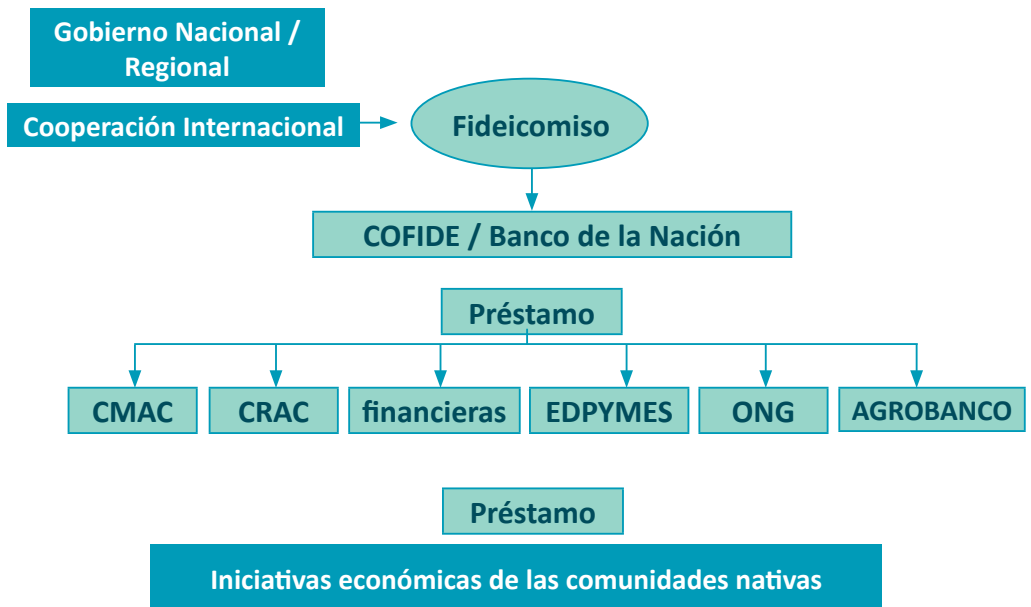 Gobierno Nacional /
Regional
Cooperación Internacional
Fideicomiso
COFIDE / Banco de la Nación
Préstamo
CMAC
CRAC
financieras
EDPYMES
ONG
AGROBANCO
Préstamo
Iniciativas económicas de las comunidades nativas